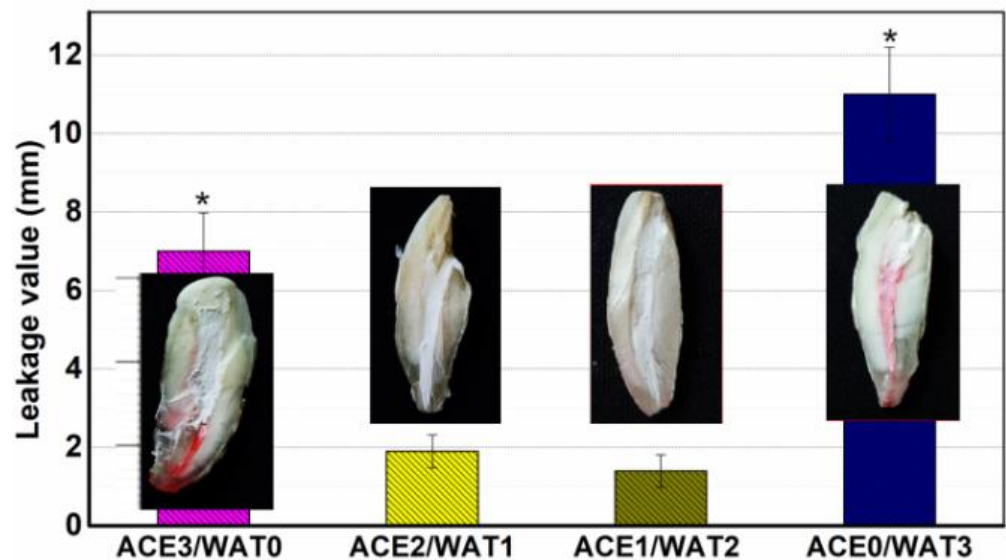 Leakage value (mm)
12
10
8
6
4
2
0
*
*
ACE3/WAT0
ACE2/WAT1
ACE1/WAT2
ACE0/WAT3